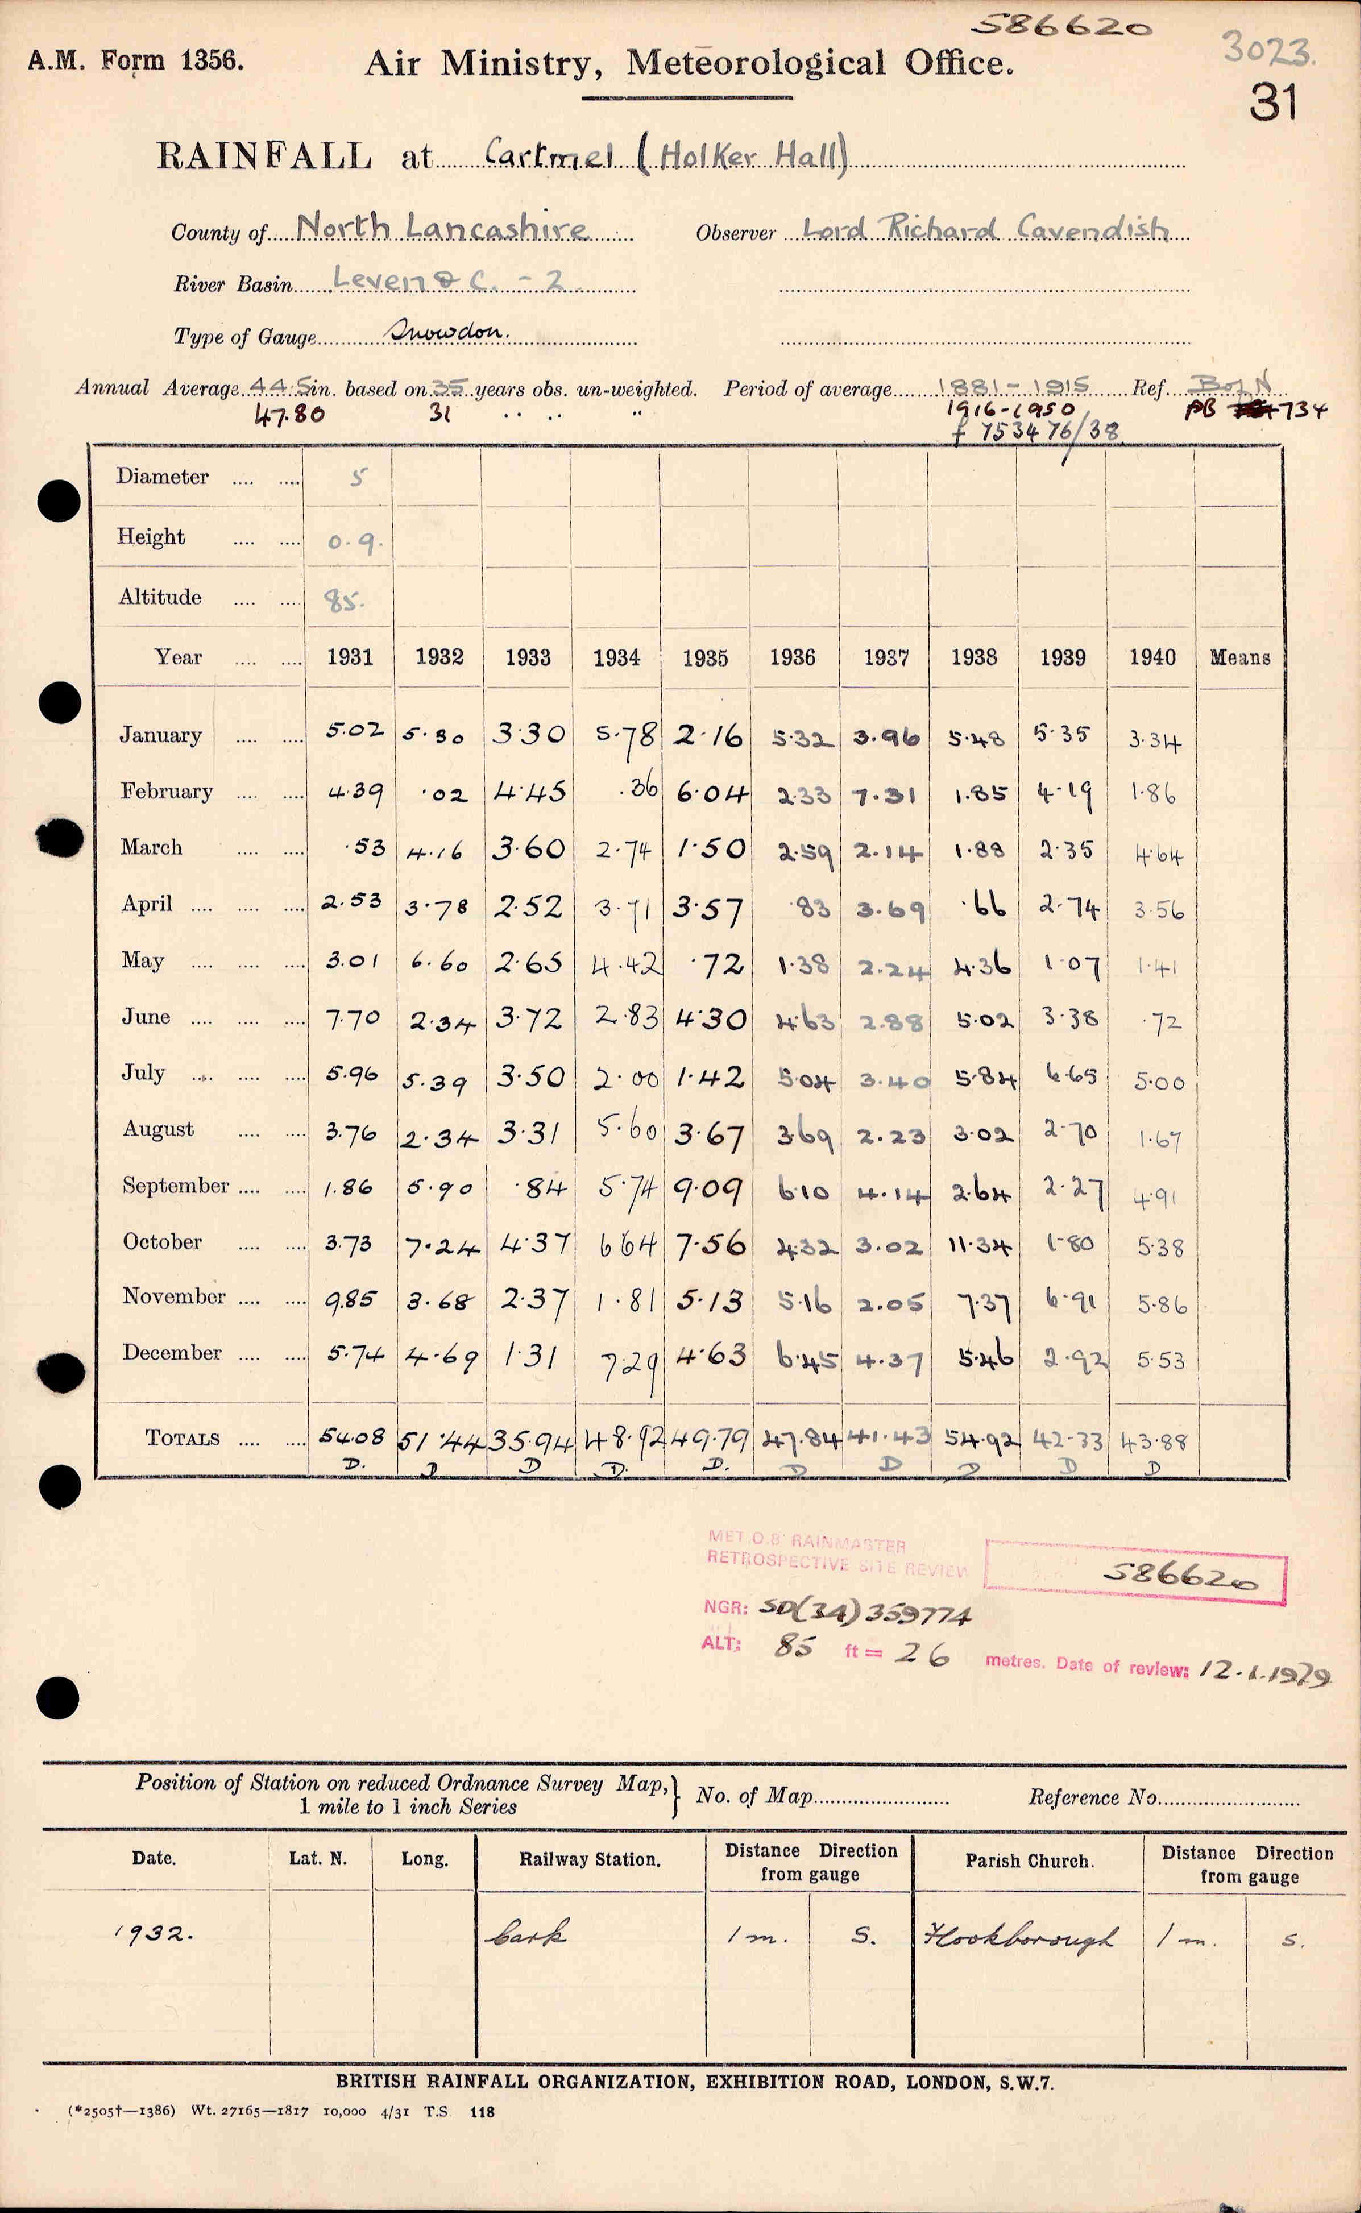 586620
3023.
A.M. Form 1356. Air Ministry, Meteorological Office.
31
RAINFALL at Cartmel (Holker Hall)
County of North Lancashire Observer Lord Richard Cavendish
River Basin Leven & C. - 2
Type of Gauge Snowdon.
Annual Average 44.5 in. based on 35 years obs. un-weighted. Period of average 1881-1915 Ref.
47.80 31 .. .. " 1916-1950 734
f 753476/38
Diameter 5
Height 0.9.
Altitude 85.
Year 1931 1932 1933 1934 1935 1936 1937 1938 1939 1940 Means
January 5.02 5.30 3.30 5.78 2.16 5.32 3.96 5.48 5.35 3.34
February 4.39 .02 4.45 .36 6.04 2.33 7.31 1.85 4.19 1.86
March .53 4.16 3.60 2.74 1.50 2.59 2.14 1.88 2.35 4.64
April 2.53 3.78 2.52 3.71 3.57 .83 3.69 .66 2.74 3.56
May 3.01 6.60 2.65 4.42 .72 1.38 2.24 4.36 1.07 1.41
June 7.70 2.34 3.72 2.83 4.30 4.63 2.88 5.02 3.38 .72
July 5.96 5.39 3.50 2.00 1.42 5.04 3.40 5.84 6.65 5.00
August 3.76 2.34 3.31 5.60 3.67 3.69 2.23 3.02 2.70 1.67
September 1.86 5.90 .84 5.74 9.09 6.10 4.14 2.64 2.27 4.91
October 3.73 7.24 4.37 6.64 7.56 4.32 3.02 11.34 1.80 5.38
November 9.85 3.68 2.37 1.81 5.13 5.16 2.05 7.37 6.91 5.86
December 5.74 4.69 1.31 7.29 4.63 6.45 4.37 5.46 2.92 5.53
TOTALS 54.08 51.44 35.94 48.92 49.79 47.84 41.43 54.92 42.33 43.88
D. D D D. D. D D D D D
MET O.8 RAINMASTER
RETROSPECTIVE SITE REVIEW 586620
NGR: SD(34)359774
ALT: 85 ft = 26 metres. Date of review: 12.1.1979
Position of Station on reduced Ordnance Survey Map,} No. of Map Reference No.
1 mile to 1 inch Series
Date. Lat. N. Long. Railway Station. Distance Direction from gauge Parish Church. Distance Direction from gauge
1932. Cark 1 m. S. Flookborough 1 m. S.
BRITISH RAINFALL ORGANIZATION, EXHIBITION ROAD, LONDON, S.W.7.
(*2505†—1386) Wt. 27165—1817 10,000 4/31 T.S. 118